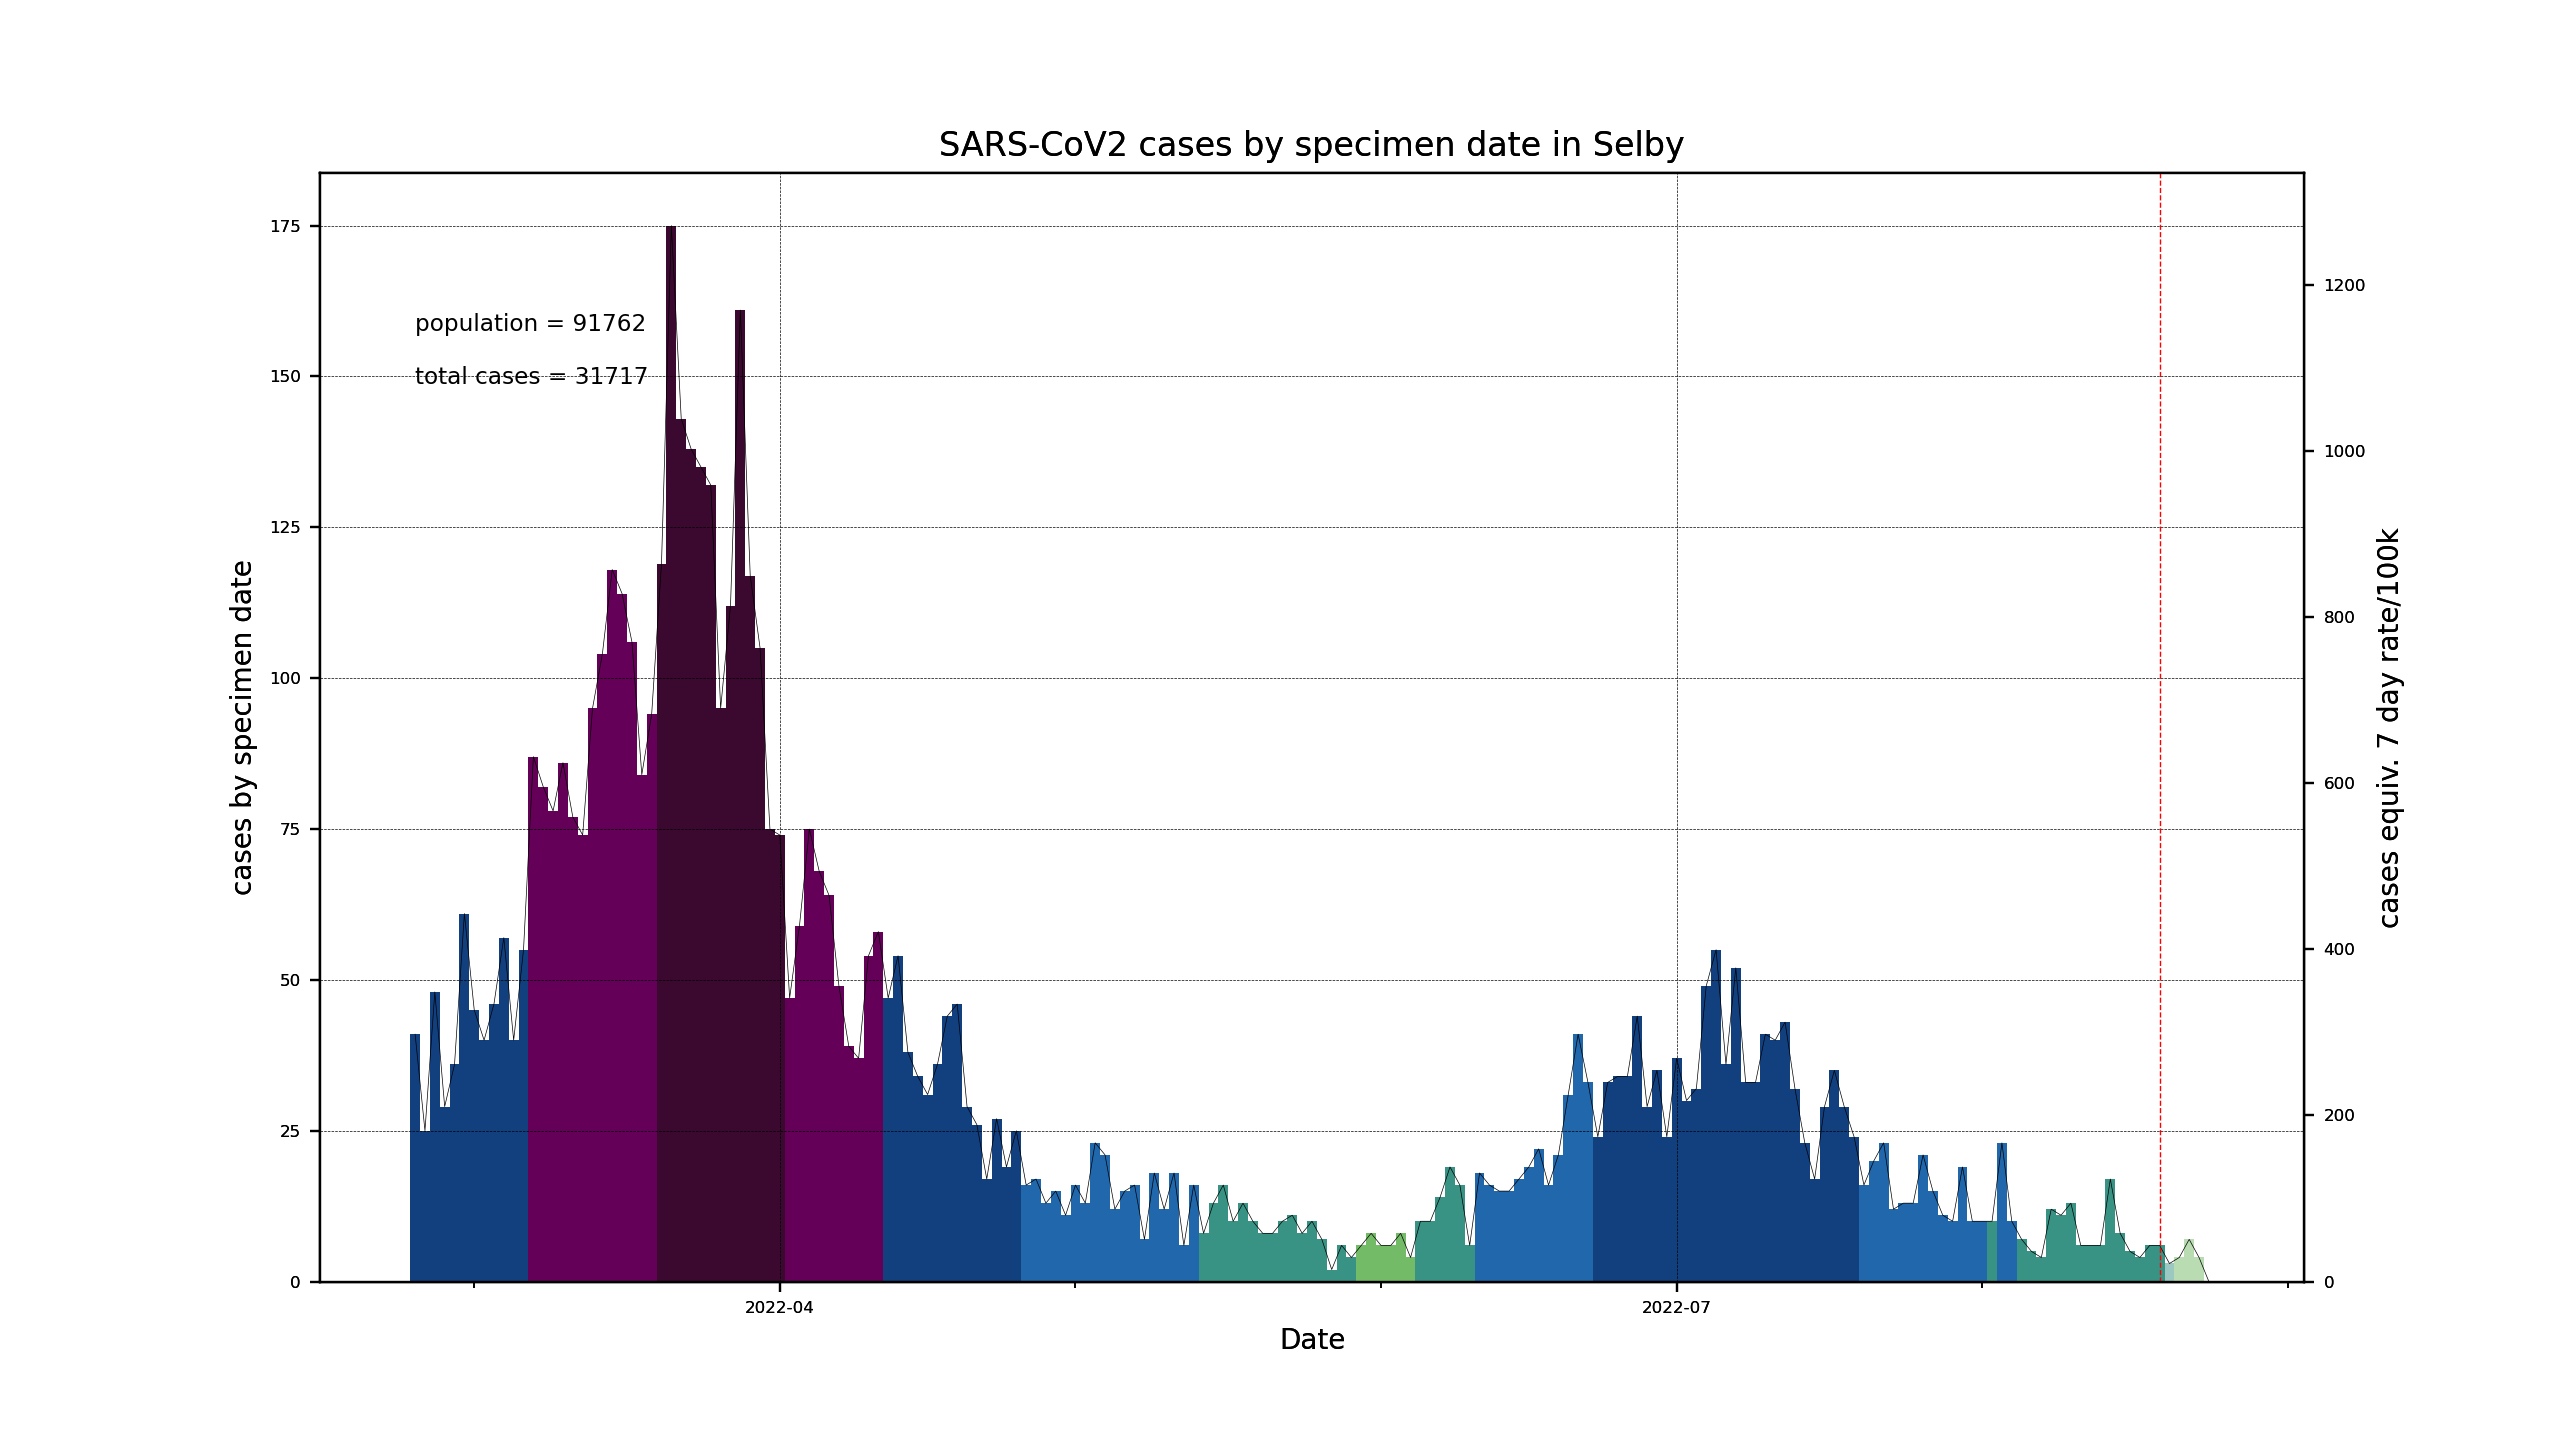 SARS-CoV2 cases by specimen date in Selby
population = 91762
total cases = 31717
cases by specimen date
175
150
125
100
75
50
25
0
1200
1000
800
600
400
200
0
cases equiv. 7 day rate/100k
2022-04
2022-07
Date